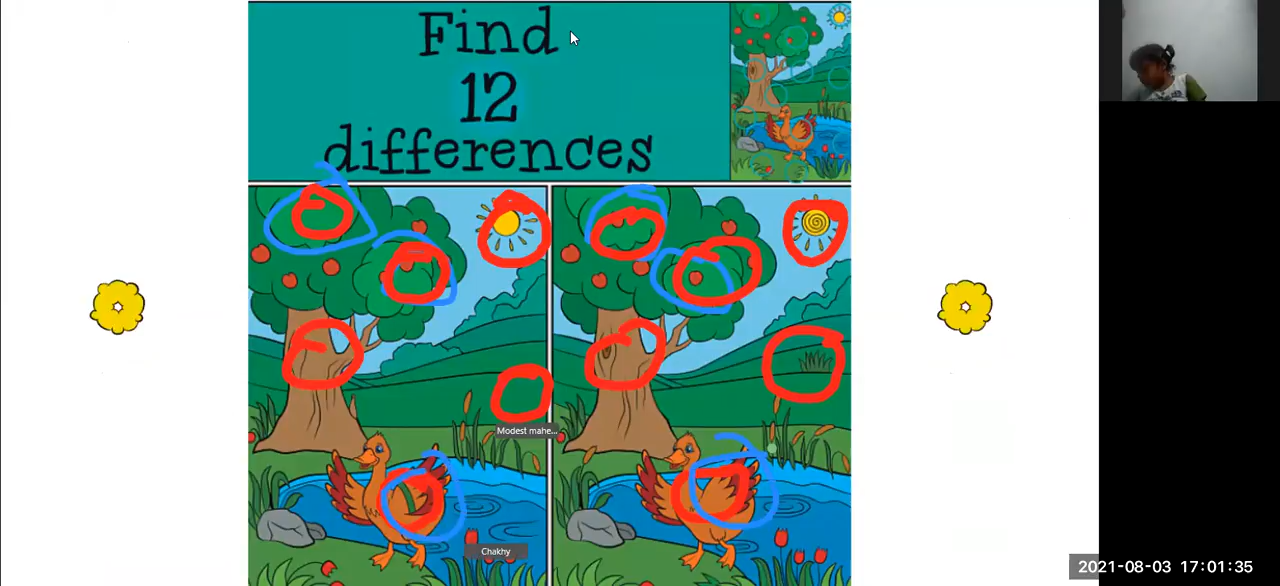 Find
12
differences
Modest mahe...
Chakhy
2021-08-03 17:01:35